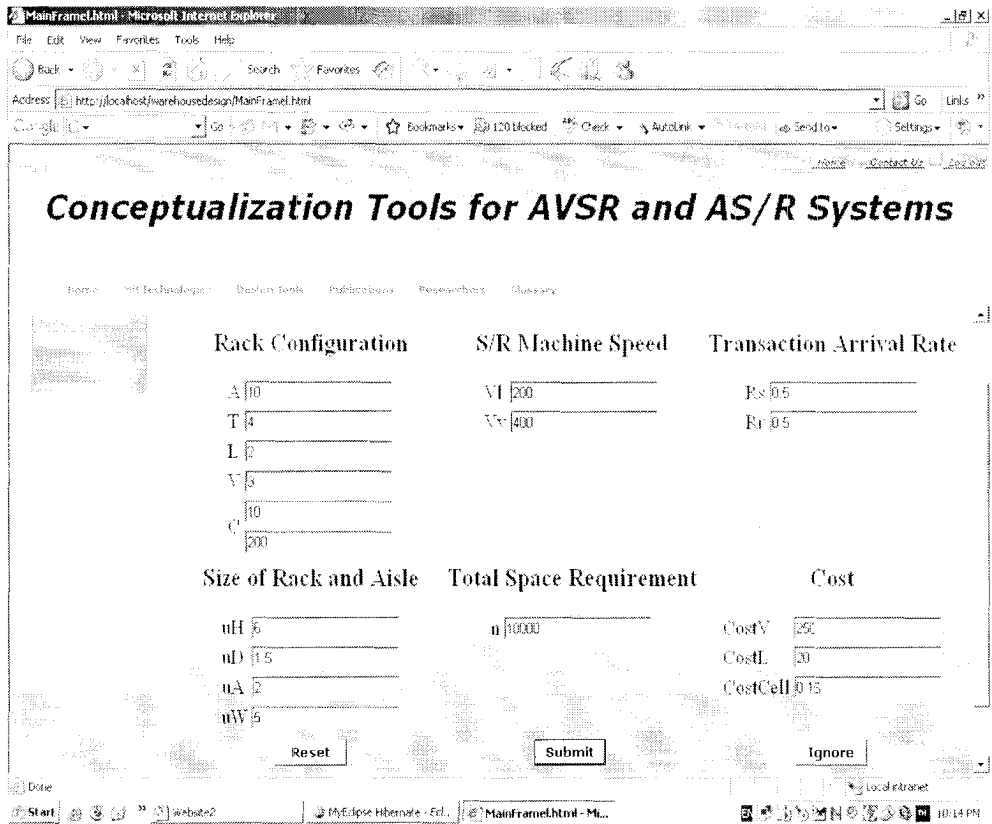 MainFrameI.html - Microsoft Internet Explorer
File Edit View Favorites Tools Help
Back Search Favorites
Address http://localhost/warehousedesign/MainFrameI.html Go Links »
Go Bookmarks 120 blocked Check AutoLink Send to Settings
Home Contact Us Log out
Conceptualization Tools for AVSR and AS/R Systems
home Design Tools Publications Researchers Glossary
Rack Configuration S/R Machine Speed Transaction Arrival Rate
A 10 Vl 200 Rs 0.5
T 4 Vv 400 Rr 0.5
L 2
V 3
C 10
200
Size of Rack and Aisle Total Space Requirement Cost
uH 6 n 10000 CostV 250
uD 1.5 CostL 20
uA 2 CostCell 0.15
uW 5
Reset Submit Ignore
Done Local intranet
Start » website2 MyEclipse Hibernate - Ecl... MainFrameI.html - Mi... EN 10:14 PM